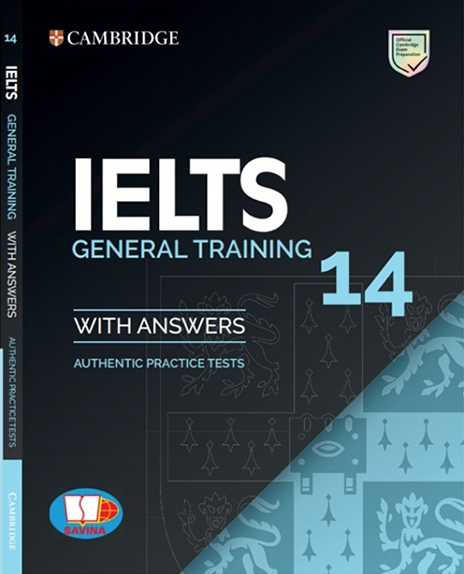 14
IELTS
GENERAL TRAINING
WITH ANSWERS
AUTHENTIC PRACTICE TESTS
CAMBRIDGE
CAMBRIDGE
Official
Cambridge
Exam
Preparation
IELTS
GENERAL TRAINING
14
WITH ANSWERS
AUTHENTIC PRACTICE TESTS
SAVINA